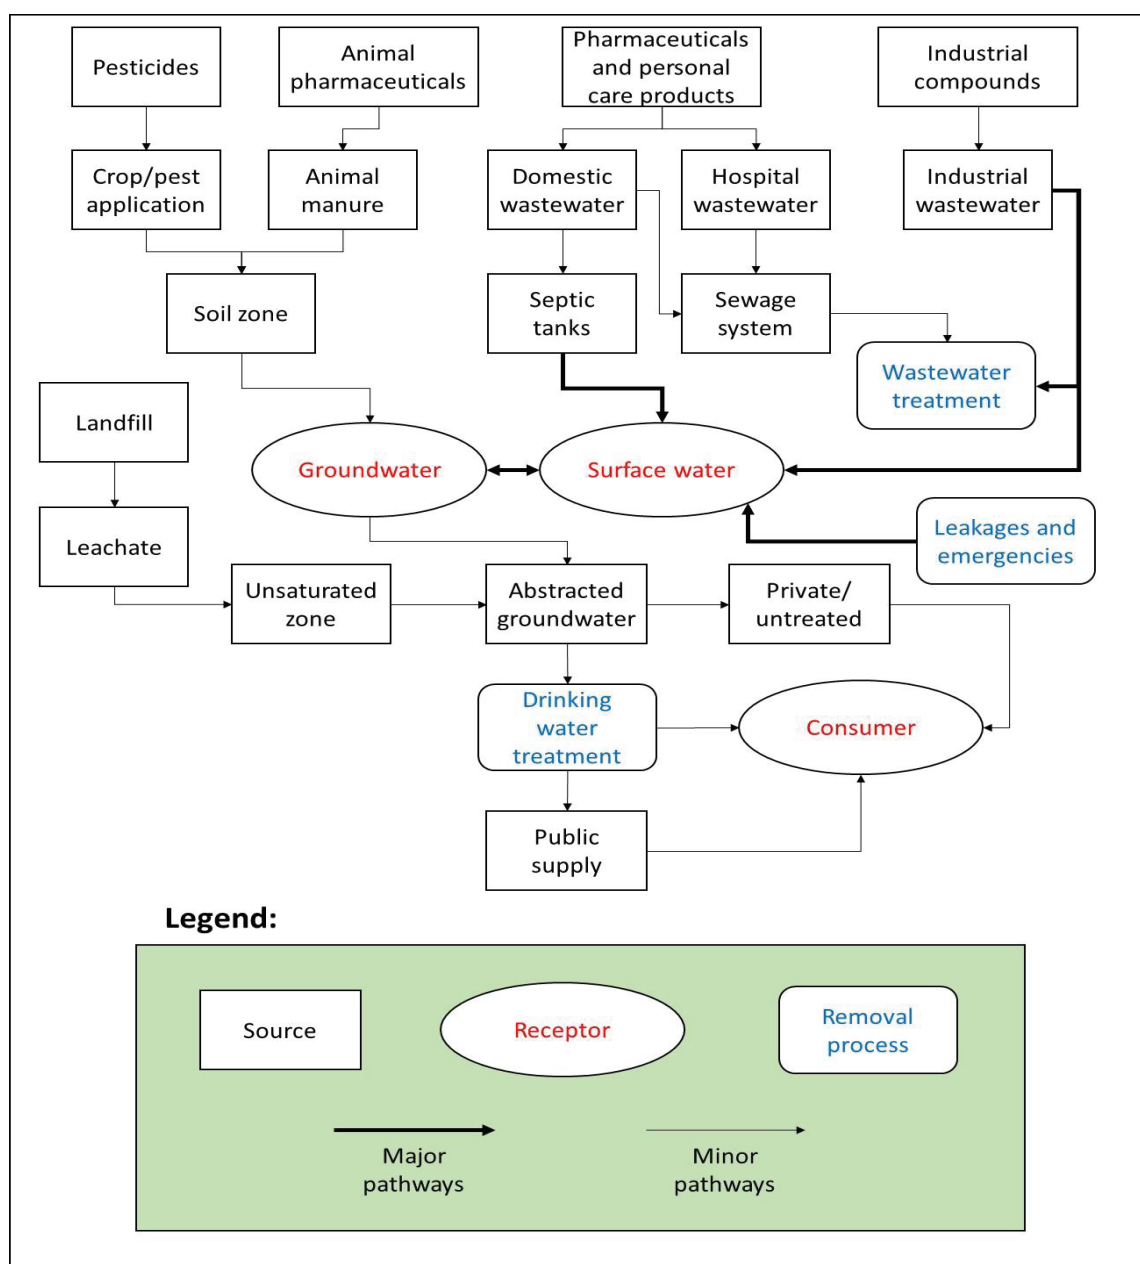 Pesticides
Animal
pharmaceuticals
Pharmaceuticals
and personal
care products
Industrial
compounds
Crop/pest
application
Animal
manure
Domestic
wastewater
Hospital
wastewater
Industrial
wastewater
Soil zone
Septic
tanks
Sewage
system
Wastewater
treatment
Landfill
Groundwater
Surface water
Leachate
Leakages and
emergencies
Unsaturated
zone
Abstracted
groundwater
Private/
untreated
Drinking
water
treatment
Consumer
Public
supply
Legend:
Source
Receptor
Removal
process
Major
pathways
Minor
pathways